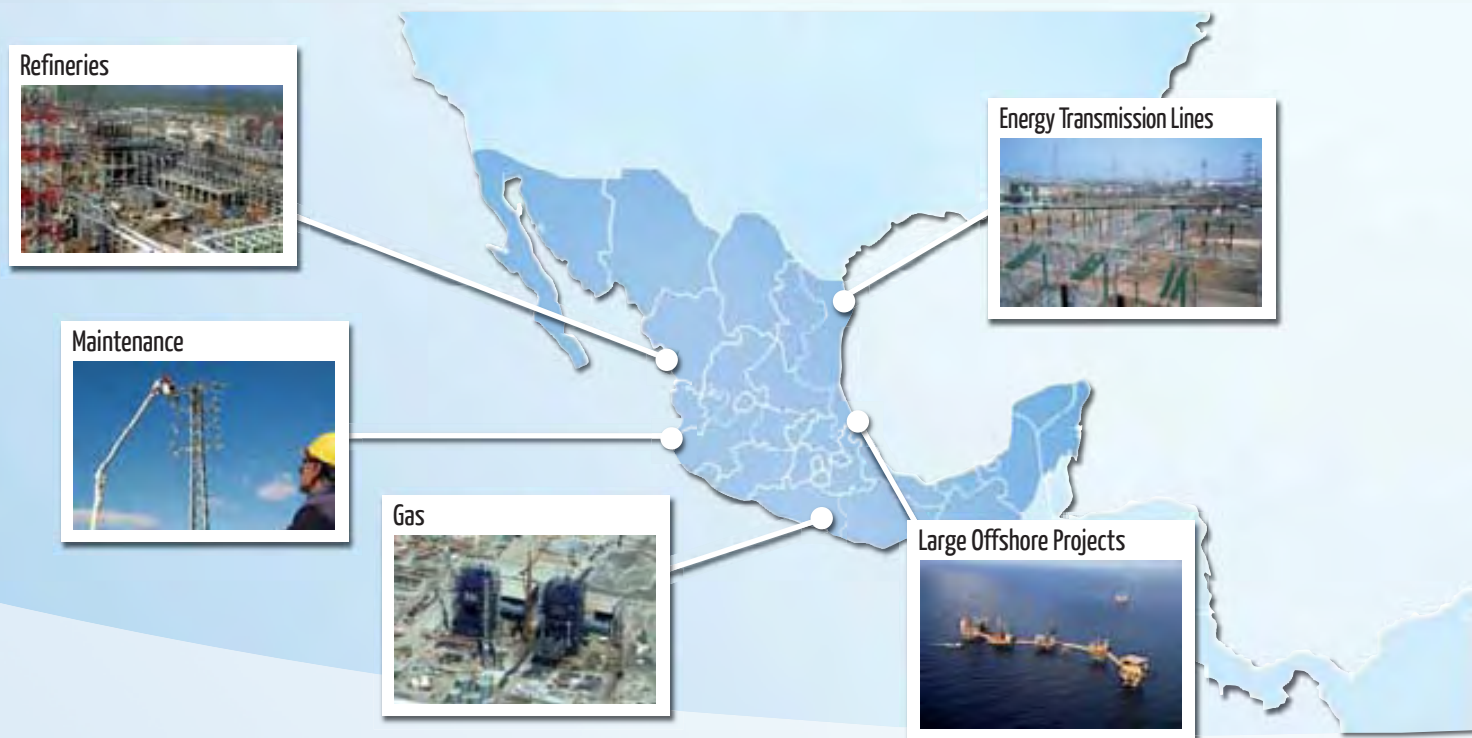 Refineries
Energy Transmission Lines
Maintenance
Gas
Large Offshore Projects